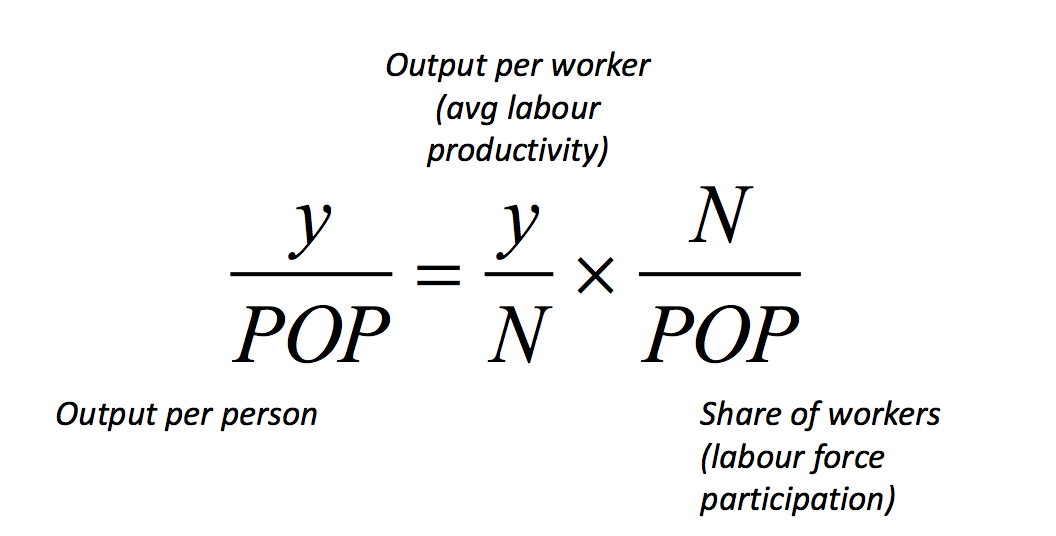 Output per worker
(avg labour
productivity)
y y N
= ×
POP N POP
Output per person
Share of workers
(labour force
participation)